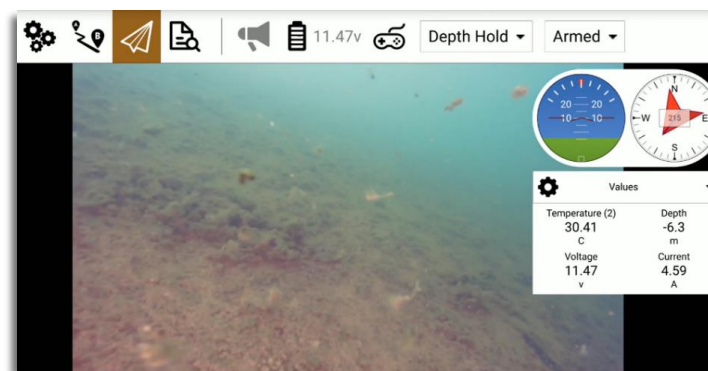 B
11.47v
Depth Hold
Armed
20 20
10 10
N
W 215 E
S
Values
Temperature (2) Depth
30.41 -6.3
C m
Voltage Current
11.47 4.59
v A